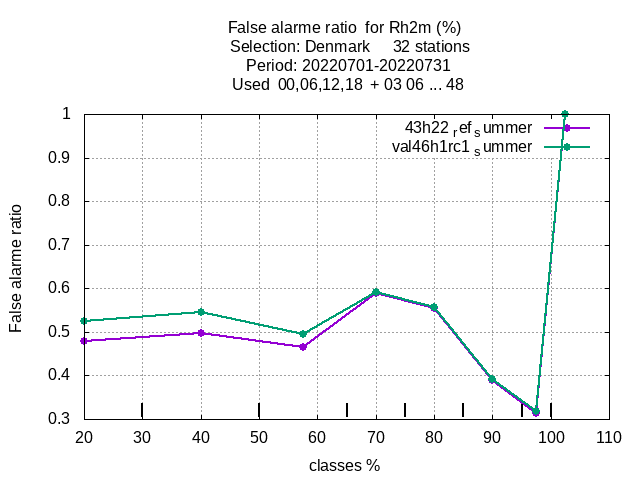 False alarme ratio for Rh2m (%)
Selection: Denmark 32 stations
Period: 20220701-20220731
Used 00,06,12,18 + 03 06 ... 48
43h22 ref summer
val46h1rc1 summer
1
0.9
0.8
0.7
0.6
0.5
0.4
0.3
False alarme ratio
20 30 40 50 60 70 80 90 100 110
classes %